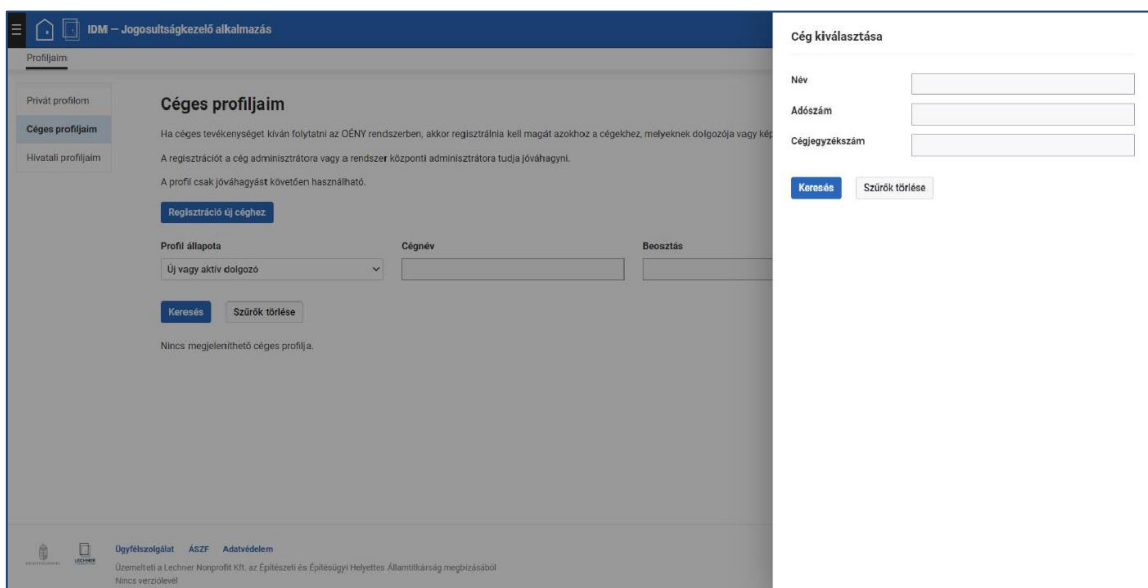 IDM — Jogosultságkezelő alkalmazás
Profiljaim
Privát profilom
Céges profiljaim
Hivatali profiljaim
Céges profiljaim
Ha céges tevékenységet kíván folytatni az OÉNY rendszerben, akkor regisztrálnia kell magát azokhoz a cégekhez, melyeknek dolgozója vagy kép
A regisztrációt a cég adminisztrátora vagy a rendszer központi adminisztrátora tudja jóváhagyni.
A profil csak jóváhagyást követően használható.
Regisztráció új céghez
Profil állapota
Cégnév
Beosztás
Új vagy aktív dolgozó
Keresés
Szűrők törlése
Nincs megjeleníthető céges profilja.
Cég kiválasztása
Név
Adószám
Cégjegyzékszám
Keresés
Szűrők törlése
LECHNER
Ügyfélszolgálat ÁSZF Adatvédelem
Üzemelteti a Lechner Nonprofit Kft. az Építészeti és Építésügyi Helyettes Államtitkárság megbízásából
Nincs verziólevél